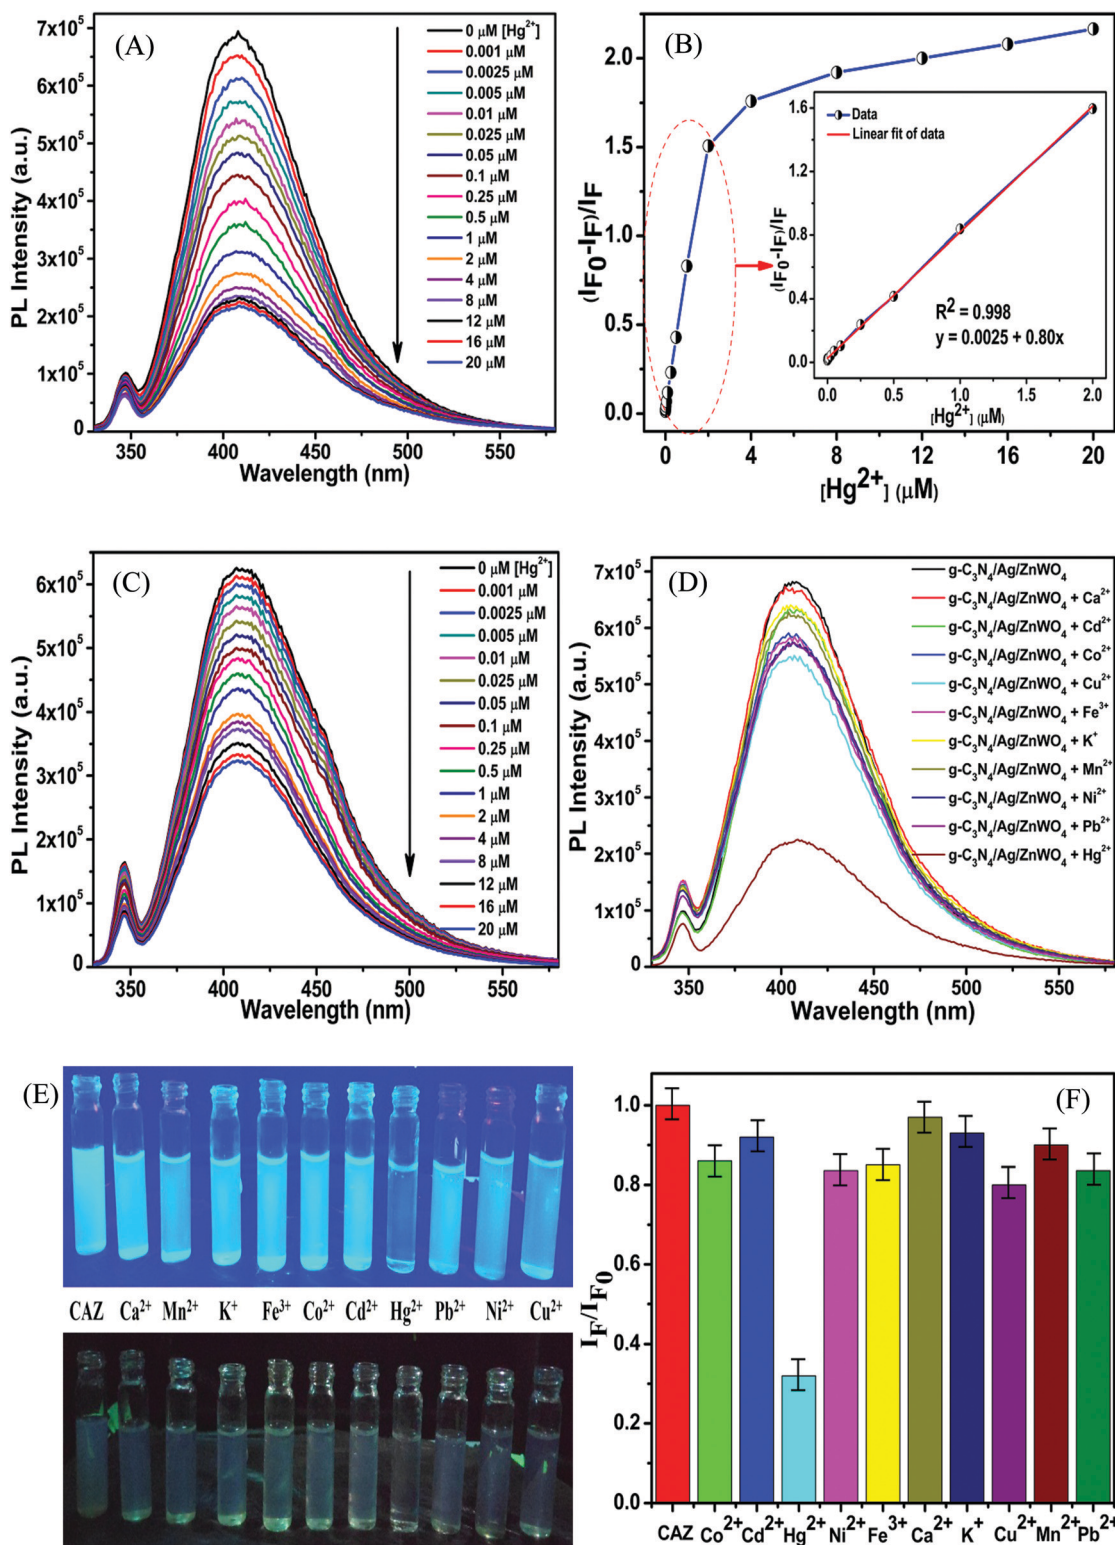 (A)
PL Intensity (a.u.)
7x10⁵
6x10⁵
5x10⁵
4x10⁵
3x10⁵
2x10⁵
1x10⁵
0
350 400 450 500 550
Wavelength (nm)
0 μM [Hg²⁺]
0.001 μM
0.0025 μM
0.005 μM
0.01 μM
0.025 μM
0.05 μM
0.1 μM
0.25 μM
0.5 μM
1 μM
2 μM
4 μM
8 μM
12 μM
16 μM
20 μM
(B)
(I_F0-I_F)/I_F
2.0
1.5
1.0
0.5
0.0
0 4 8 12 16 20
[Hg²⁺] (μM)
Data
Linear fit of data
(I_F0-I_F)/I_F
1.6
1.2
0.8
0.4
0.0
R² = 0.998
y = 0.0025 + 0.80x
0.0 0.5 1.0 1.5 2.0
[Hg²⁺] (μM)
(C)
PL Intensity (a.u.)
6x10⁵
5x10⁵
4x10⁵
3x10⁵
2x10⁵
1x10⁵
0
350 400 450 500 550
Wavelength (nm)
0 μM [Hg²⁺]
0.001 μM
0.0025 μM
0.005 μM
0.01 μM
0.025 μM
0.05 μM
0.1 μM
0.25 μM
0.5 μM
1 μM
2 μM
4 μM
8 μM
12 μM
16 μM
20 μM
(D)
PL Intensity (a.u.)
7x10⁵
6x10⁵
5x10⁵
4x10⁵
3x10⁵
2x10⁵
1x10⁵
0
350 400 450 500 550
Wavelength (nm)
g-C₃N₄/Ag/ZnWO₄
g-C₃N₄/Ag/ZnWO₄ + Ca²⁺
g-C₃N₄/Ag/ZnWO₄ + Cd²⁺
g-C₃N₄/Ag/ZnWO₄ + Co²⁺
g-C₃N₄/Ag/ZnWO₄ + Cu²⁺
g-C₃N₄/Ag/ZnWO₄ + Fe³⁺
g-C₃N₄/Ag/ZnWO₄ + K⁺
g-C₃N₄/Ag/ZnWO₄ + Mn²⁺
g-C₃N₄/Ag/ZnWO₄ + Ni²⁺
g-C₃N₄/Ag/ZnWO₄ + Pb²⁺
g-C₃N₄/Ag/ZnWO₄ + Hg²⁺
(E)
CAZ Ca²⁺ Mn²⁺ K⁺ Fe³⁺ Co²⁺ Cd²⁺ Hg²⁺ Pb²⁺ Ni²⁺ Cu²⁺
(F)
I_F/I_F0
1.0
0.8
0.6
0.4
0.2
0.0
CAZ Co²⁺ Cd²⁺ Hg²⁺ Ni²⁺ Fe³⁺ Ca²⁺ K⁺ Cu²⁺ Mn²⁺ Pb²⁺